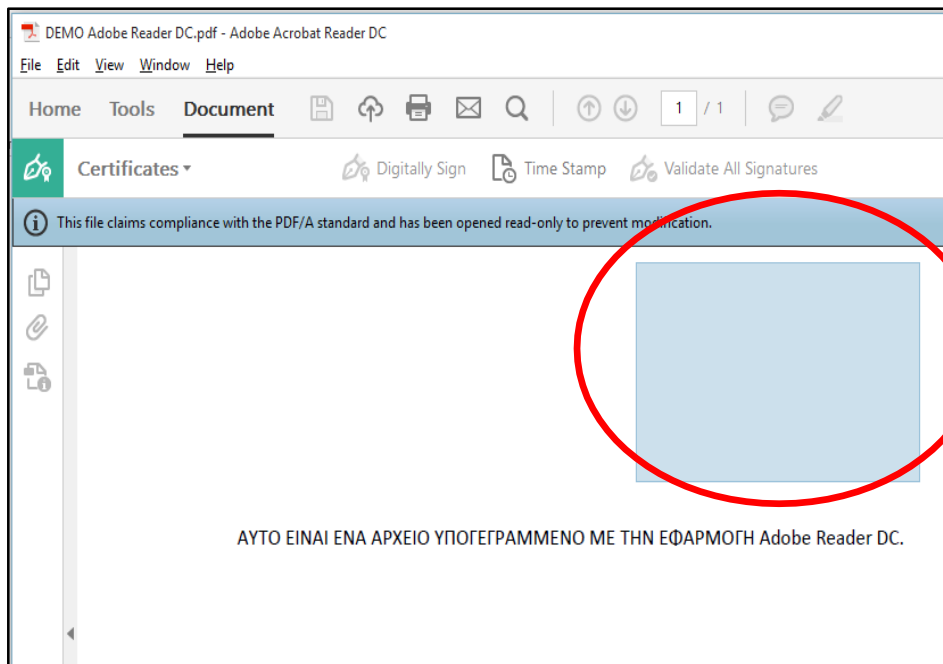 DEMO Adobe Reader DC.pdf - Adobe Acrobat Reader DC
File Edit View Window Help
Home Tools Document 1 / 1
Certificates Digitally Sign Time Stamp Validate All Signatures
This file claims compliance with the PDF/A standard and has been opened read-only to prevent modification.
ΑΥΤΟ ΕΙΝΑΙ ΕΝΑ ΑΡΧΕΙΟ ΥΠΟΓΕΓΡΑΜΜΕΝΟ ΜΕ ΤΗΝ ΕΦΑΡΜΟΓΗ Adobe Reader DC.